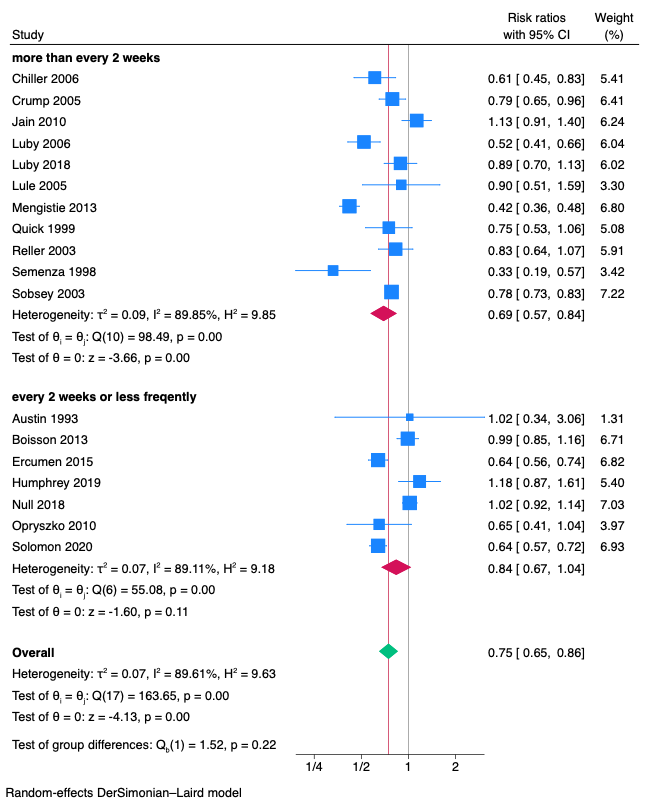 Risk ratios Weight
Study with 95% CI (%)
more than every 2 weeks
Chiller 2006 0.61 [ 0.45, 0.83] 5.41
Crump 2005 0.79 [ 0.65, 0.96] 6.41
Jain 2010 1.13 [ 0.91, 1.40] 6.24
Luby 2006 0.52 [ 0.41, 0.66] 6.04
Luby 2018 0.89 [ 0.70, 1.13] 6.02
Lule 2005 0.90 [ 0.51, 1.59] 3.30
Mengistie 2013 0.42 [ 0.36, 0.48] 6.80
Quick 1999 0.75 [ 0.53, 1.06] 5.08
Reller 2003 0.83 [ 0.64, 1.07] 5.91
Semenza 1998 0.33 [ 0.19, 0.57] 3.42
Sobsey 2003 0.78 [ 0.73, 0.83] 7.22
Heterogeneity: τ² = 0.09, I² = 89.85%, H² = 9.85 0.69 [ 0.57, 0.84]
Test of θᵢ = θⱼ: Q(10) = 98.49, p = 0.00
Test of θ = 0: z = -3.66, p = 0.00
every 2 weeks or less freqently
Austin 1993 1.02 [ 0.34, 3.06] 1.31
Boisson 2013 0.99 [ 0.85, 1.16] 6.71
Ercumen 2015 0.64 [ 0.56, 0.74] 6.82
Humphrey 2019 1.18 [ 0.87, 1.61] 5.40
Null 2018 1.02 [ 0.92, 1.14] 7.03
Opryszko 2010 0.65 [ 0.41, 1.04] 3.97
Solomon 2020 0.64 [ 0.57, 0.72] 6.93
Heterogeneity: τ² = 0.07, I² = 89.11%, H² = 9.18 0.84 [ 0.67, 1.04]
Test of θᵢ = θⱼ: Q(6) = 55.08, p = 0.00
Test of θ = 0: z = -1.60, p = 0.11
Overall 0.75 [ 0.65, 0.86]
Heterogeneity: τ² = 0.07, I² = 89.61%, H² = 9.63
Test of θᵢ = θⱼ: Q(17) = 163.65, p = 0.00
Test of θ = 0: z = -4.13, p = 0.00
Test of group differences: Q_b(1) = 1.52, p = 0.22
1/4 1/2 1 2
Random-effects DerSimonian–Laird model